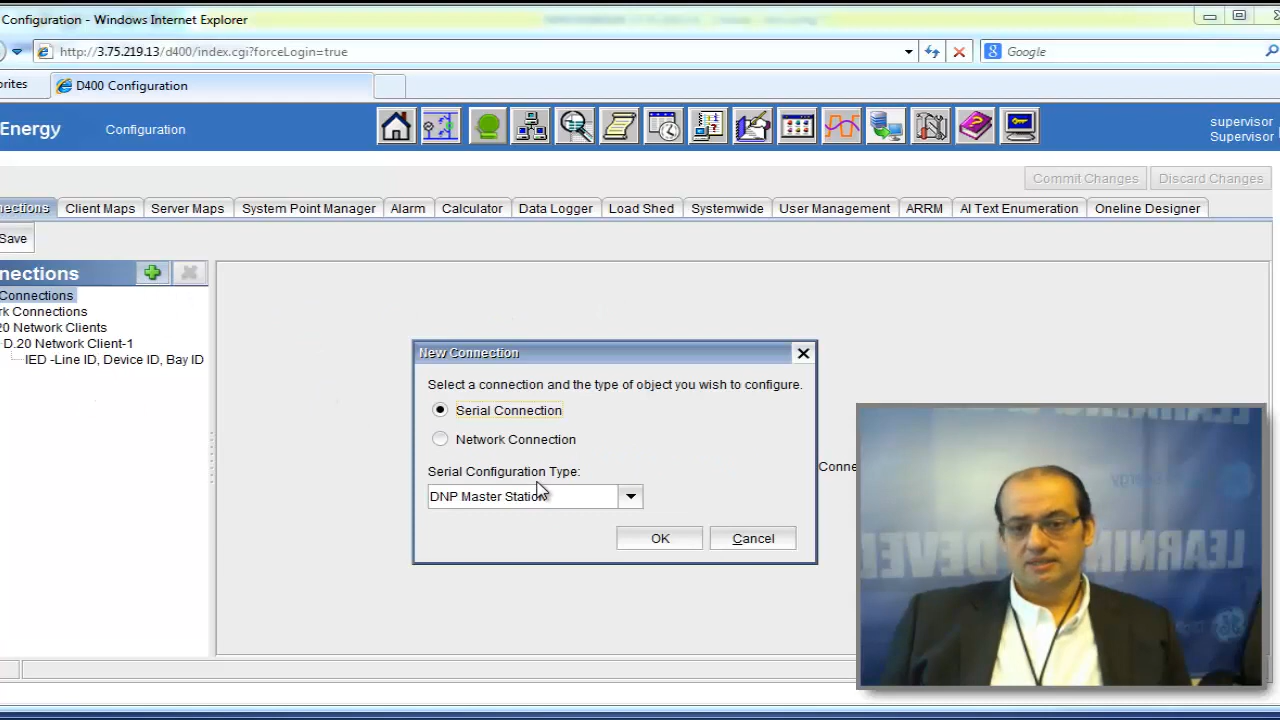 Configuration - Windows Internet Explorer
http://3.75.219.13/d400/index.cgi?forceLogin=true
Google
orites
D400 Configuration
Energy
Configuration
supervisor
Supervisor
Commit Changes
Discard Changes
nections
Client Maps
Server Maps
System Point Manager
Alarm
Calculator
Data Logger
Load Shed
Systemwide
User Management
ARRM
AI Text Enumeration
Oneline Designer
Save
nections
Connections
rk Connections
20 Network Clients
D.20 Network Client-1
IED -Line ID, Device ID, Bay ID
New Connection
Select a connection and the type of object you wish to configure.
Serial Connection
Network Connection
Serial Configuration Type:
DNP Master Station
OK
Cancel
Conne
LEARNING
DEVEL